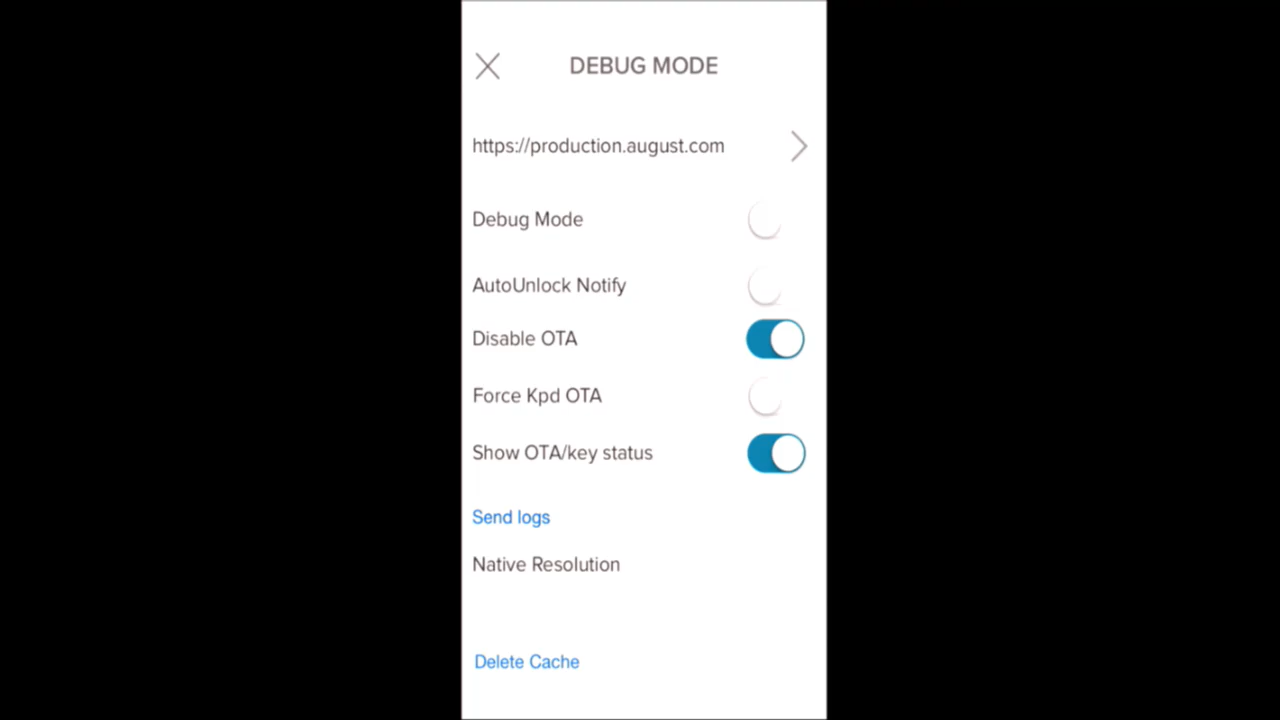 DEBUG MODE
https://production.august.com
Debug Mode
AutoUnlock Notify
Disable OTA
Force Kpd OTA
Show OTA/key status
Send logs
Native Resolution
Delete Cache